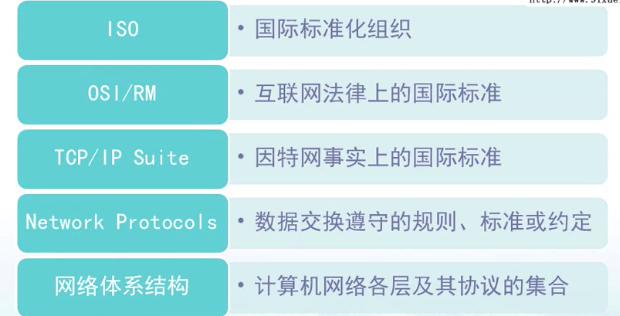 ISO
• 国际标准化组织
OSI/RM
• 互联网法律上的国际标准
TCP/IP Suite
• 因特网事实上的国际标准
Network Protocols
• 数据交换遵守的规则、标准或约定
网络体系结构
• 计算机网络各层及其协议的集合